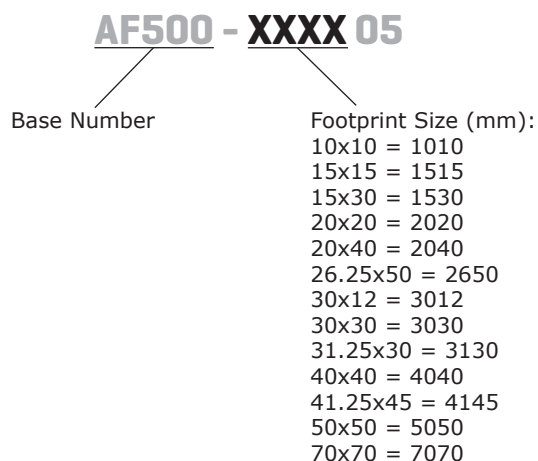 AF500 - XXXX 05
Base Number
Footprint Size (mm):
10x10 = 1010
15x15 = 1515
15x30 = 1530
20x20 = 2020
20x40 = 2040
26.25x50 = 2650
30x12 = 3012
30x30 = 3030
31.25x30 = 3130
40x40 = 4040
41.25x45 = 4145
50x50 = 5050
70x70 = 7070